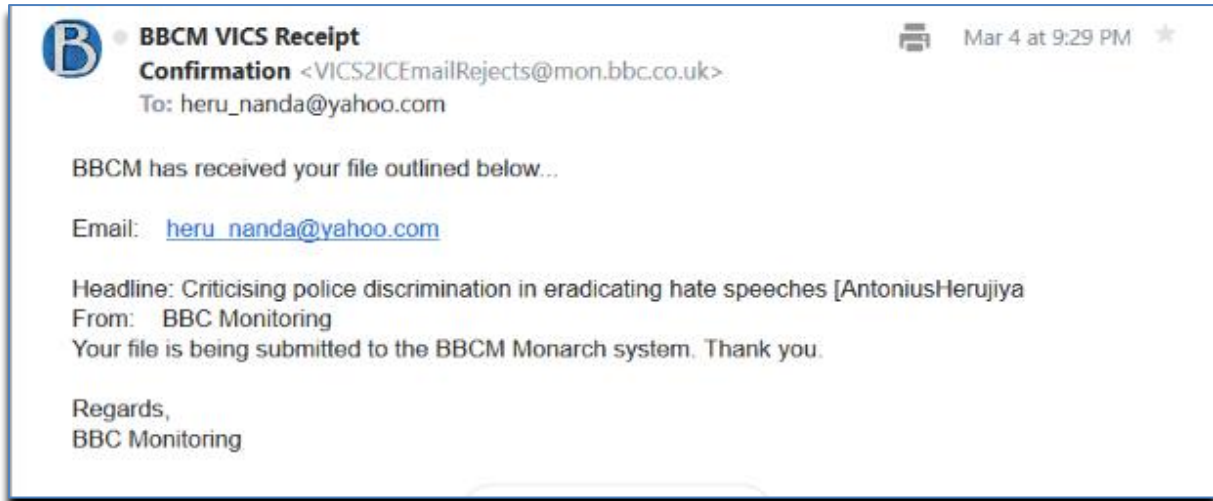 B
BBCM VICS Receipt
Mar 4 at 9:29 PM
Confirmation <VICS2ICEmailRejects@mon.bbc.co.uk>
To: heru_nanda@yahoo.com
BBCM has received your file outlined below...
Email: heru_nanda@yahoo.com
Headline: Criticising police discrimination in eradicating hate speeches [AntoniusHerujiya
From: BBC Monitoring
Your file is being submitted to the BBCM Monarch system. Thank you.
Regards,
BBC Monitoring